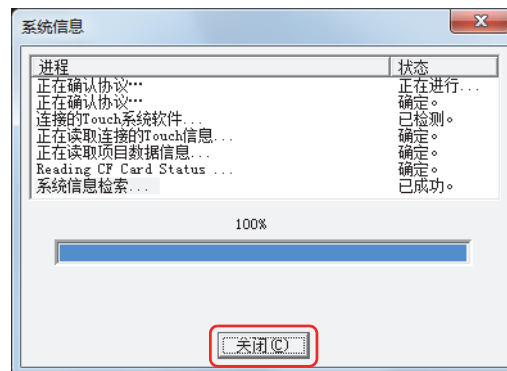 系统信息
进程 状态
正在确认协议… 正在进行...
正在确认协议… 确定。
连接的Touch系统软件... 已检测。
正在读取连接的Touch信息... 确定。
正在读取项目数据信息... 确定。
Reading CF Card Status ... 确定。
系统信息检索... 已成功。
100%
关闭(C)